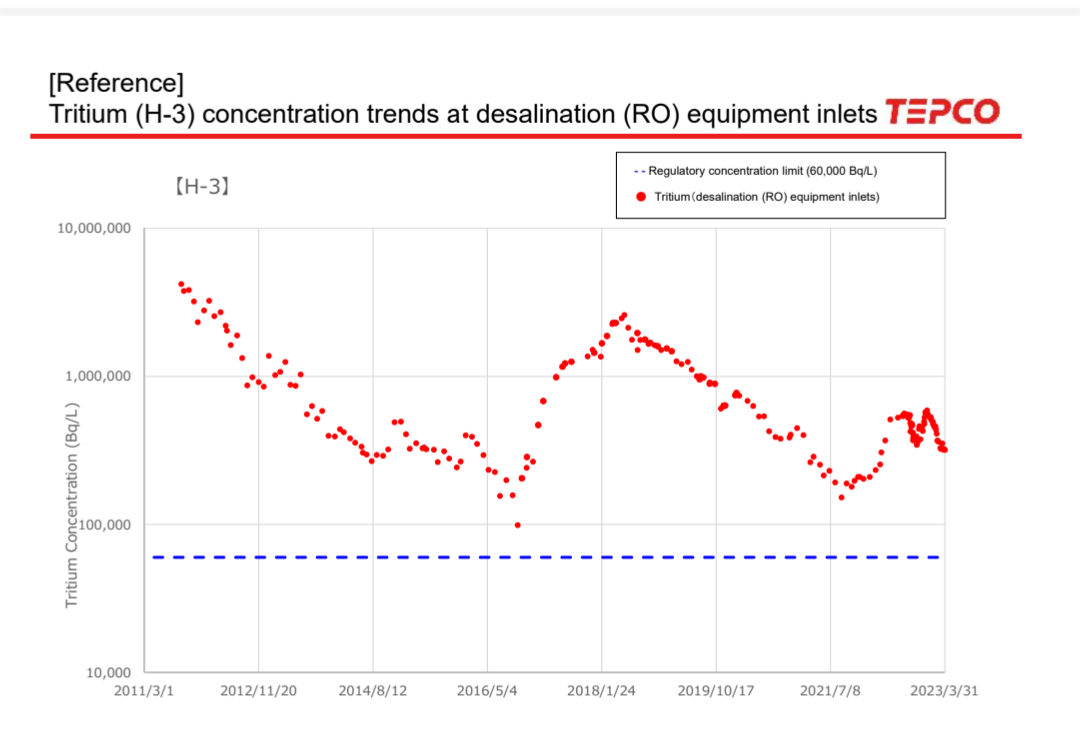 [Reference]
Tritium (H-3) concentration trends at desalination (RO) equipment inlets TEPCO
-- Regulatory concentration limit (60,000 Bq/L)
Tritium（desalination (RO) equipment inlets)
【H-3】
10,000,000
1,000,000
100,000
10,000
Tritium Concentration (Bq/L)
2011/3/1 2012/11/20 2014/8/12 2016/5/4 2018/1/24 2019/10/17 2021/7/8 2023/3/31